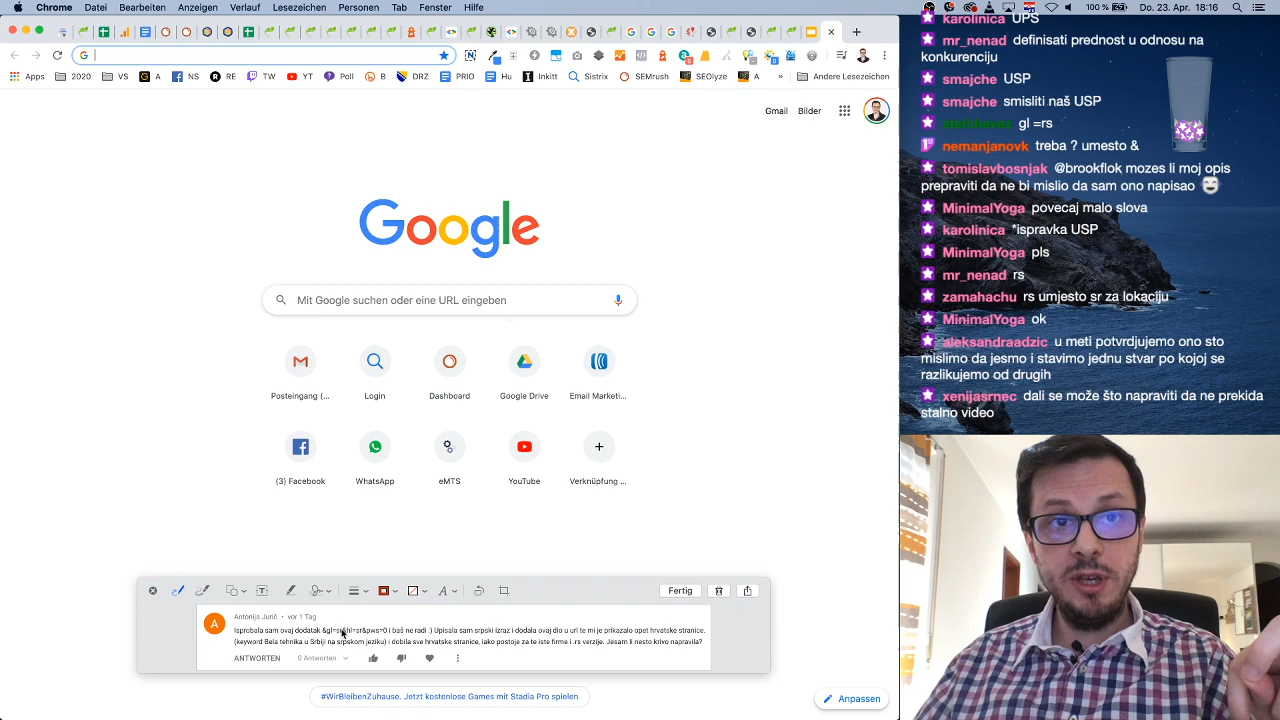 Chrome Datei Bearbeiten Anzeigen Verlauf Lesezeichen Personen Tab Fenster Hilfe
100 % Do. 9. Apr. 13:16
Apps 2020 VS A NS RE TW YT Poll B DRZ PRIO Hu Inkitt Sistrix SEMrush SEOlyze A » Andere Lesezeichen
Gmail Bilder
Google
Mit Google suchen oder eine URL eingeben
Posteingang (... Login Dashboard Google Drive Email Marketi...
(3) Facebook WhatsApp eMTS YouTube Verknüpfung ...
Fertig
A
Antonija Jurič • vor 1 Tag
Isprobala sam ovaj dodatak i baš ne radi :) Upisala sam srpski izraz i dodala ovaj dio u url te mi je prikazalo opet hrvatske stranice.
(keyword Bela tehnika u Srbiji na srpskom jeziku) i dobila sve hrvatske stranice, iako postoje za te iste firme i .rs verzije. Jesam li nesto krivo napravila?
ANTWORTEN 0 Antworten
#WirBleibenZuhause. Jetzt kostenlose Games mit Stadia Pro spielen
Anpassen
karolinica UPS
mr_nenad definisati prednost u odnosu na
konkurenciju
smajche USP
smajche smisliti naš USP
gl =rs
nemanjanovk treba ? umesto &
tomislavbosnjak @brookflok mozes li moj opis
prepraviti da ne bi mislio da sam ono napisao
MinimalYoga povecaj malo slova
karolinica *ispravka USP
MinimalYoga pls
mr_nenad rs
zamahachu rs umjesto sr za lokaciju
MinimalYoga ok
aleksandraadzic u meti potvrdjujemo ono sto
mislimo da jesmo i stavimo jednu stvar po kojoj se
razlikujemo od drugih
xenijasrnec dali se može što napraviti da ne prekida
stalno video